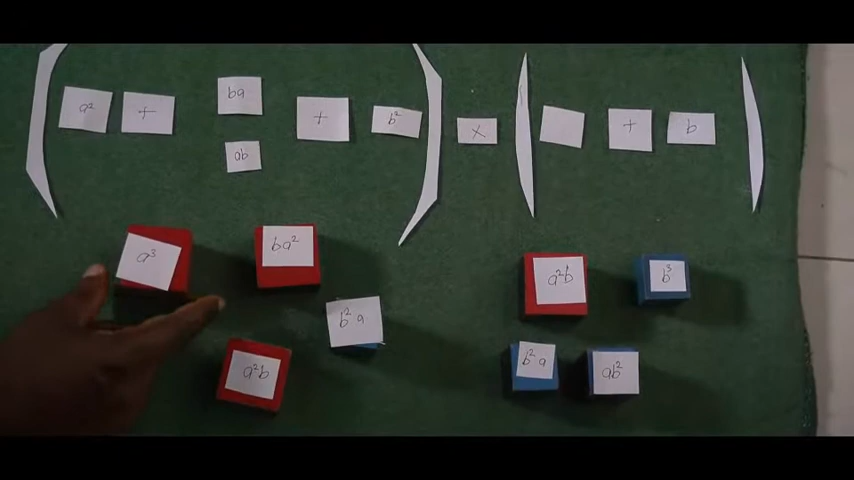 ( a² + ba + b² ) × ( + b )
ab
a³ ba² a²b b³
b²a
b²a ab²
a²b